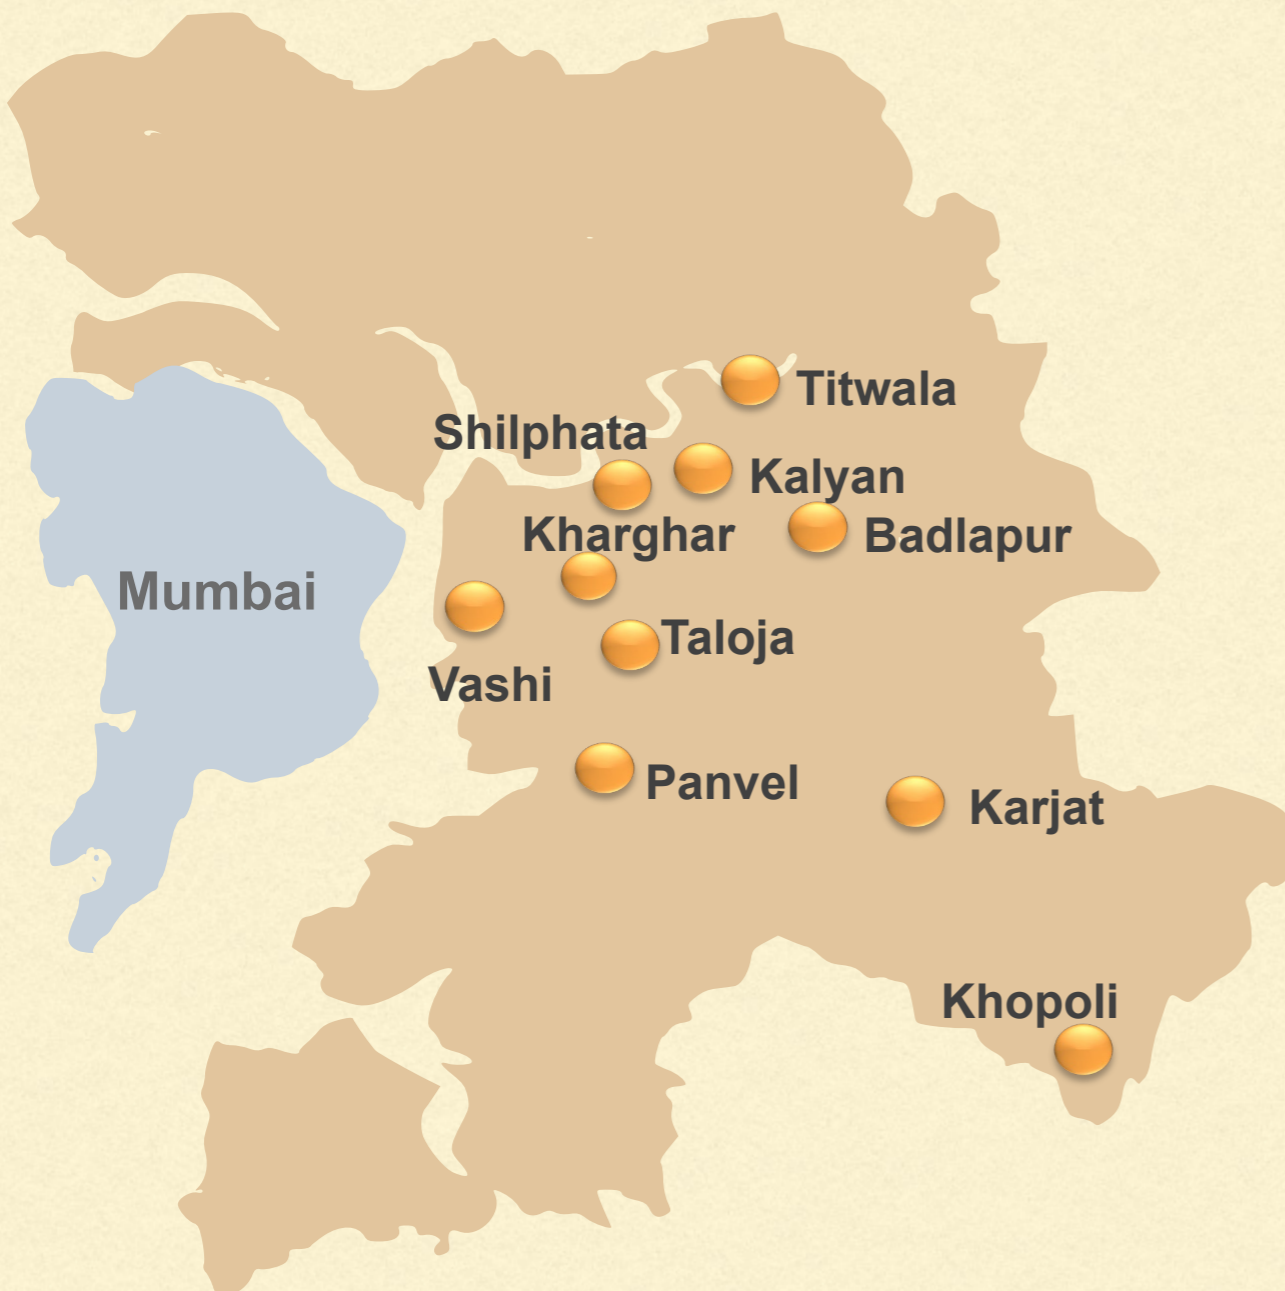 Titwala
Shilphata
Kalyan
Kharghar
Badlapur
Mumbai
Taloja
Vashi
Panvel
Karjat
Khopoli